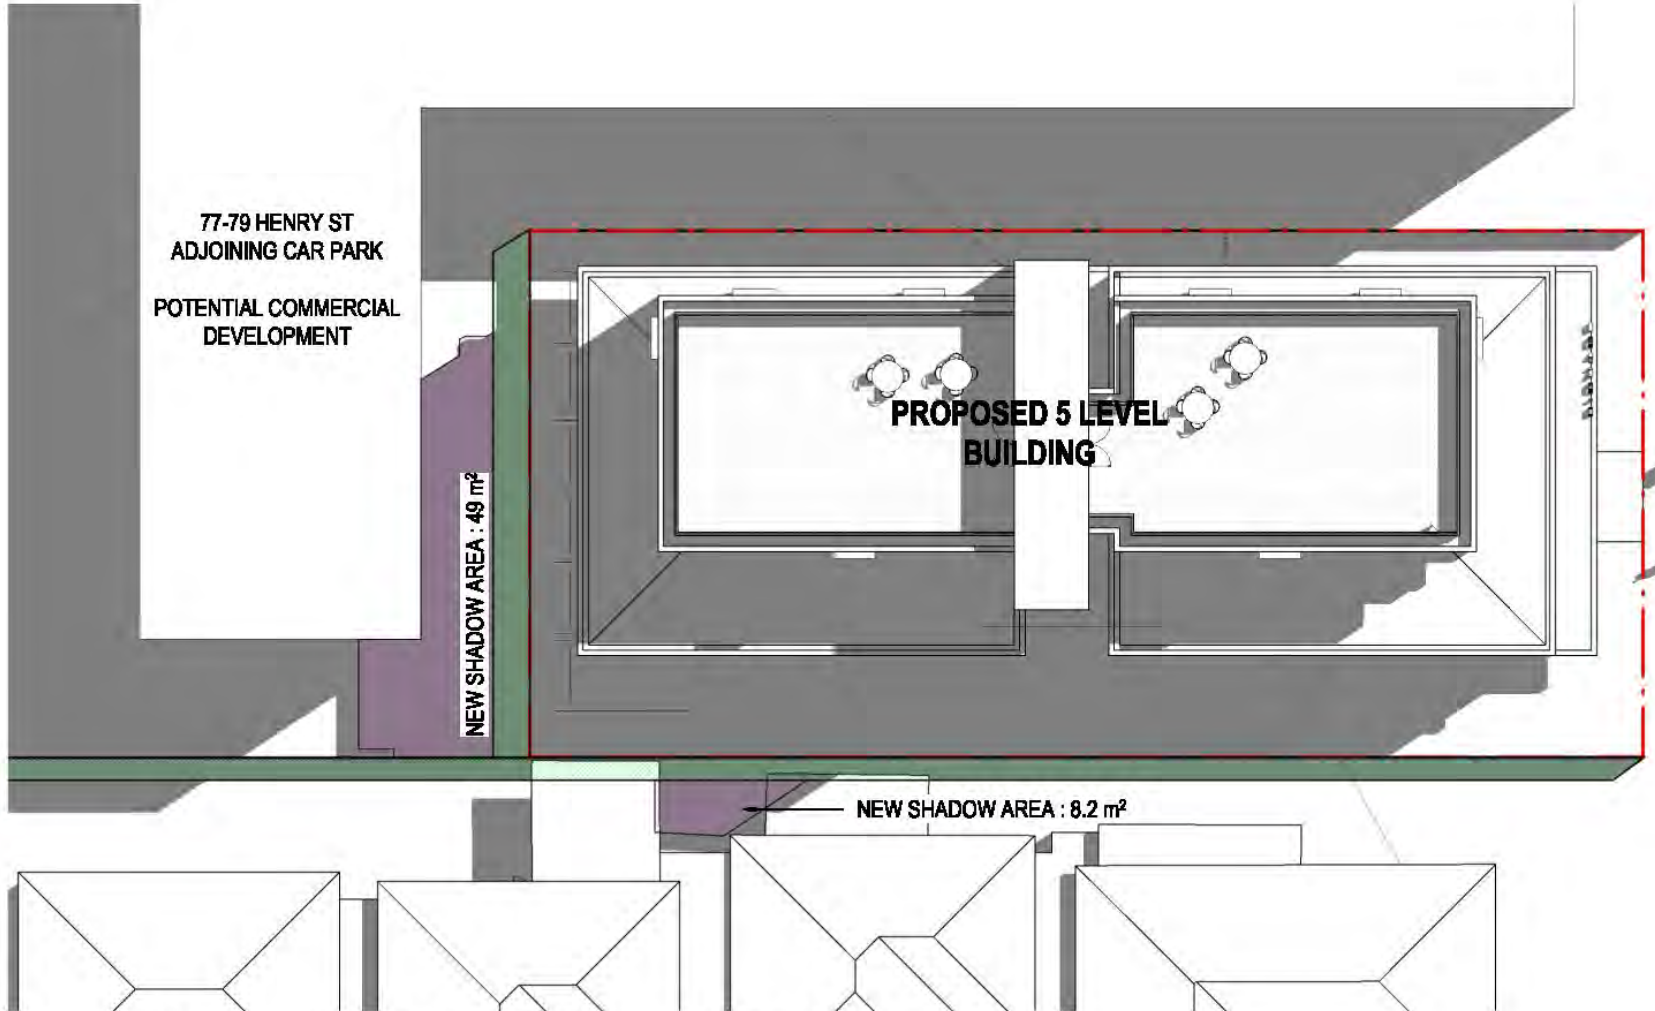 77-79 HENRY ST
ADJOINING CAR PARK
POTENTIAL COMMERCIAL
DEVELOPMENT
PROPOSED 5 LEVEL
BUILDING
NEW SHADOW AREA : 49 m²
NEW SHADOW AREA : 8.2 m²